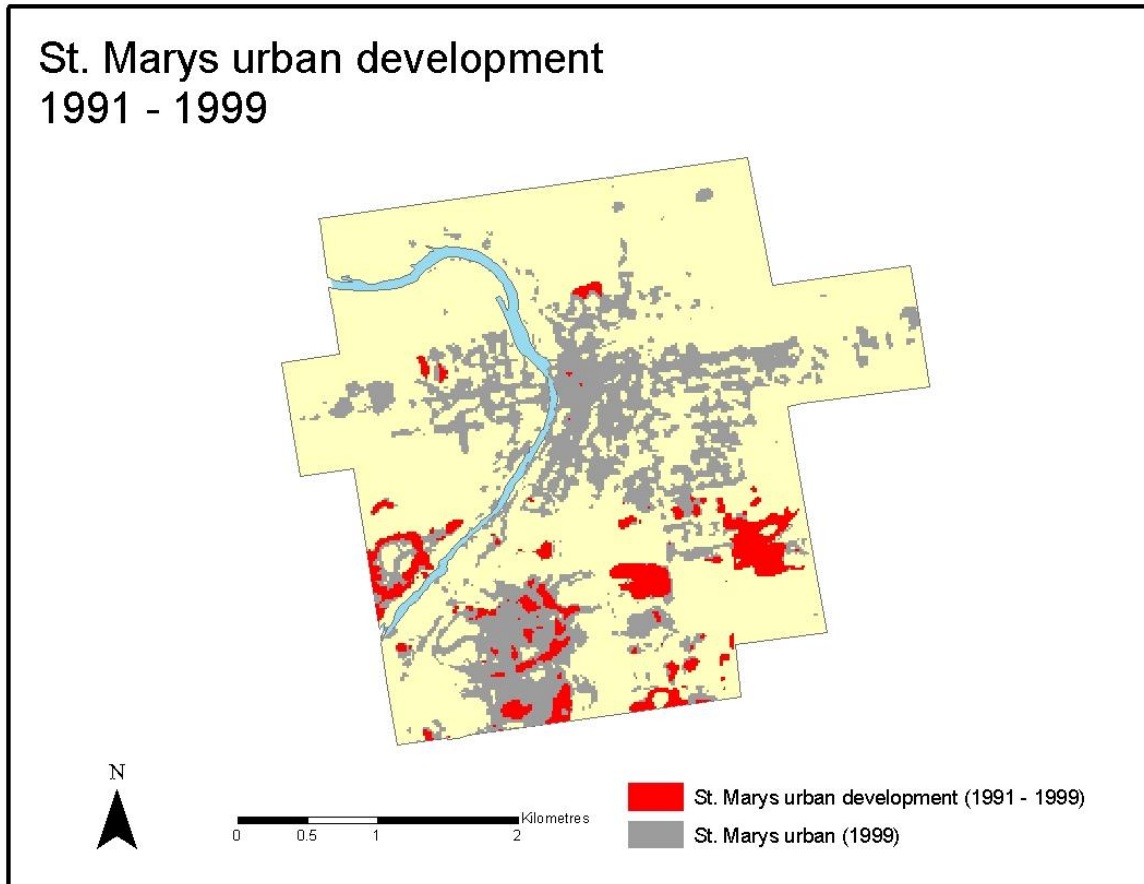 St. Marys urban development
1991 - 1999
N
Kilometres
0 0.5 1 2
St. Marys urban development (1991 - 1999)
St. Marys urban (1999)